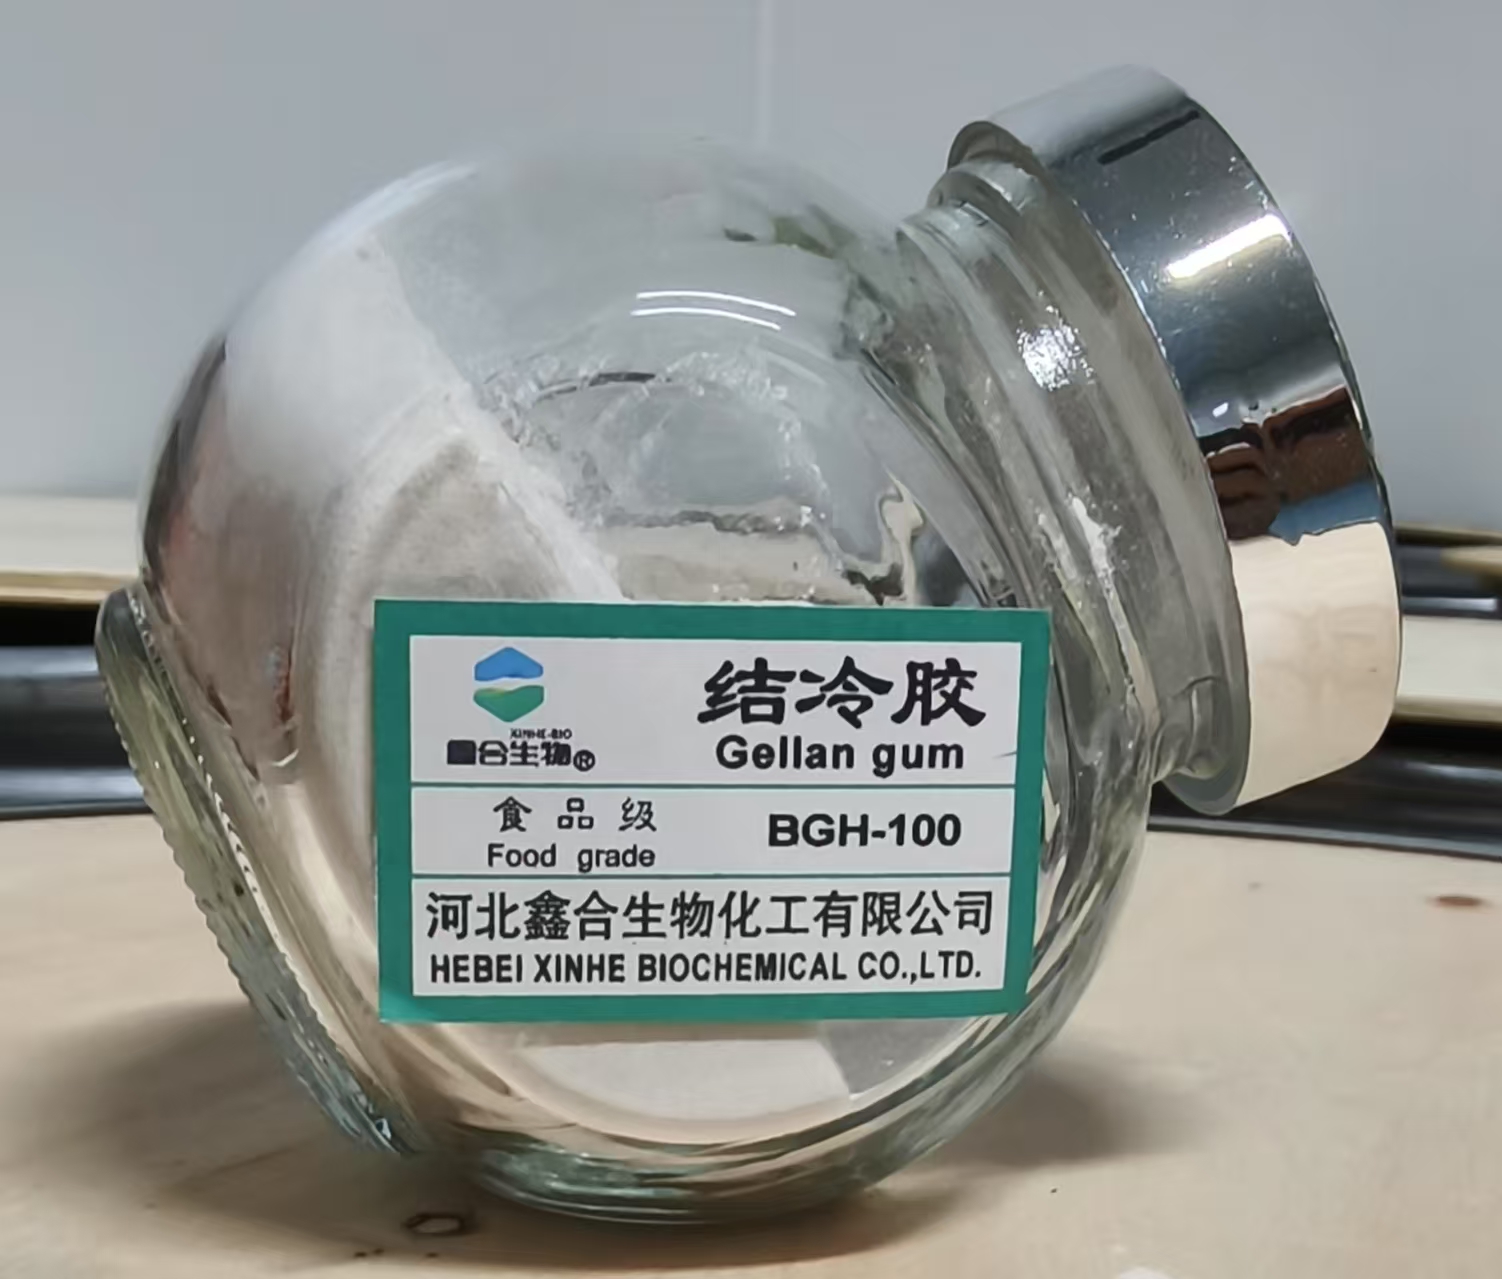 XINHE-BIO
鑫合生物®
结冷胶
Gellan gum
食品级
Food grade
BGH-100
河北鑫合生物化工有限公司
HEBEI XINHE BIOCHEMICAL CO.,LTD.